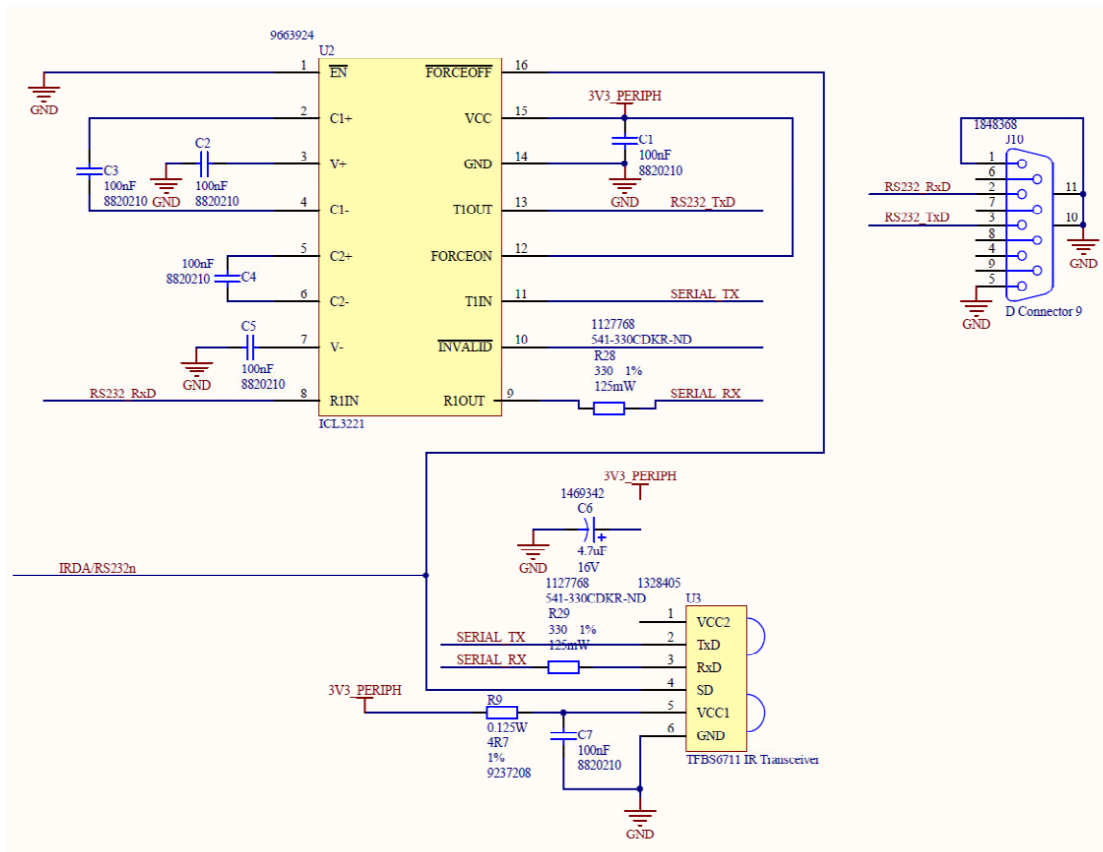 9663924
U2
1 EN FORCEOFF 16
GND
3V3_PERIPH
2 C1+ VCC 15
C1
100nF
8820210
C2
3 V+ GND 14
C3
100nF
8820210
GND
100nF
8820210
GND
4 C1- T1OUT 13 RS232_TxD
5 C2+ FORCEON 12
100nF
8820210
C4
6 C2- T1IN 11 SERIAL_TX
C5
7 V- INVALID 10
GND
100nF
8820210
1127768
541-330CDKR-ND
R28
330 1%
125mW
RS232_RxD 8 R1IN R1OUT 9 SERIAL_RX
ICL3221
1848368
J10
1
6
RS232_RxD 2 11
7
RS232_TxD 3 10
8
4
9
5
GND
GND
D Connector 9
3V3_PERIPH
1469342
C6
GND
4.7uF
16V
IRDA/RS232n
1127768
541-330CDKR-ND
R29
330 1%
125mW
1328405
U3
1 VCC2
SERIAL_TX 2 TxD
SERIAL_RX 3 RxD
4 SD
3V3_PERIPH
R9
0.125W
4R7
1%
9237208
5 VCC1
C7
100nF
8820210
6 GND
TFBS6711 IR Transceiver
GND